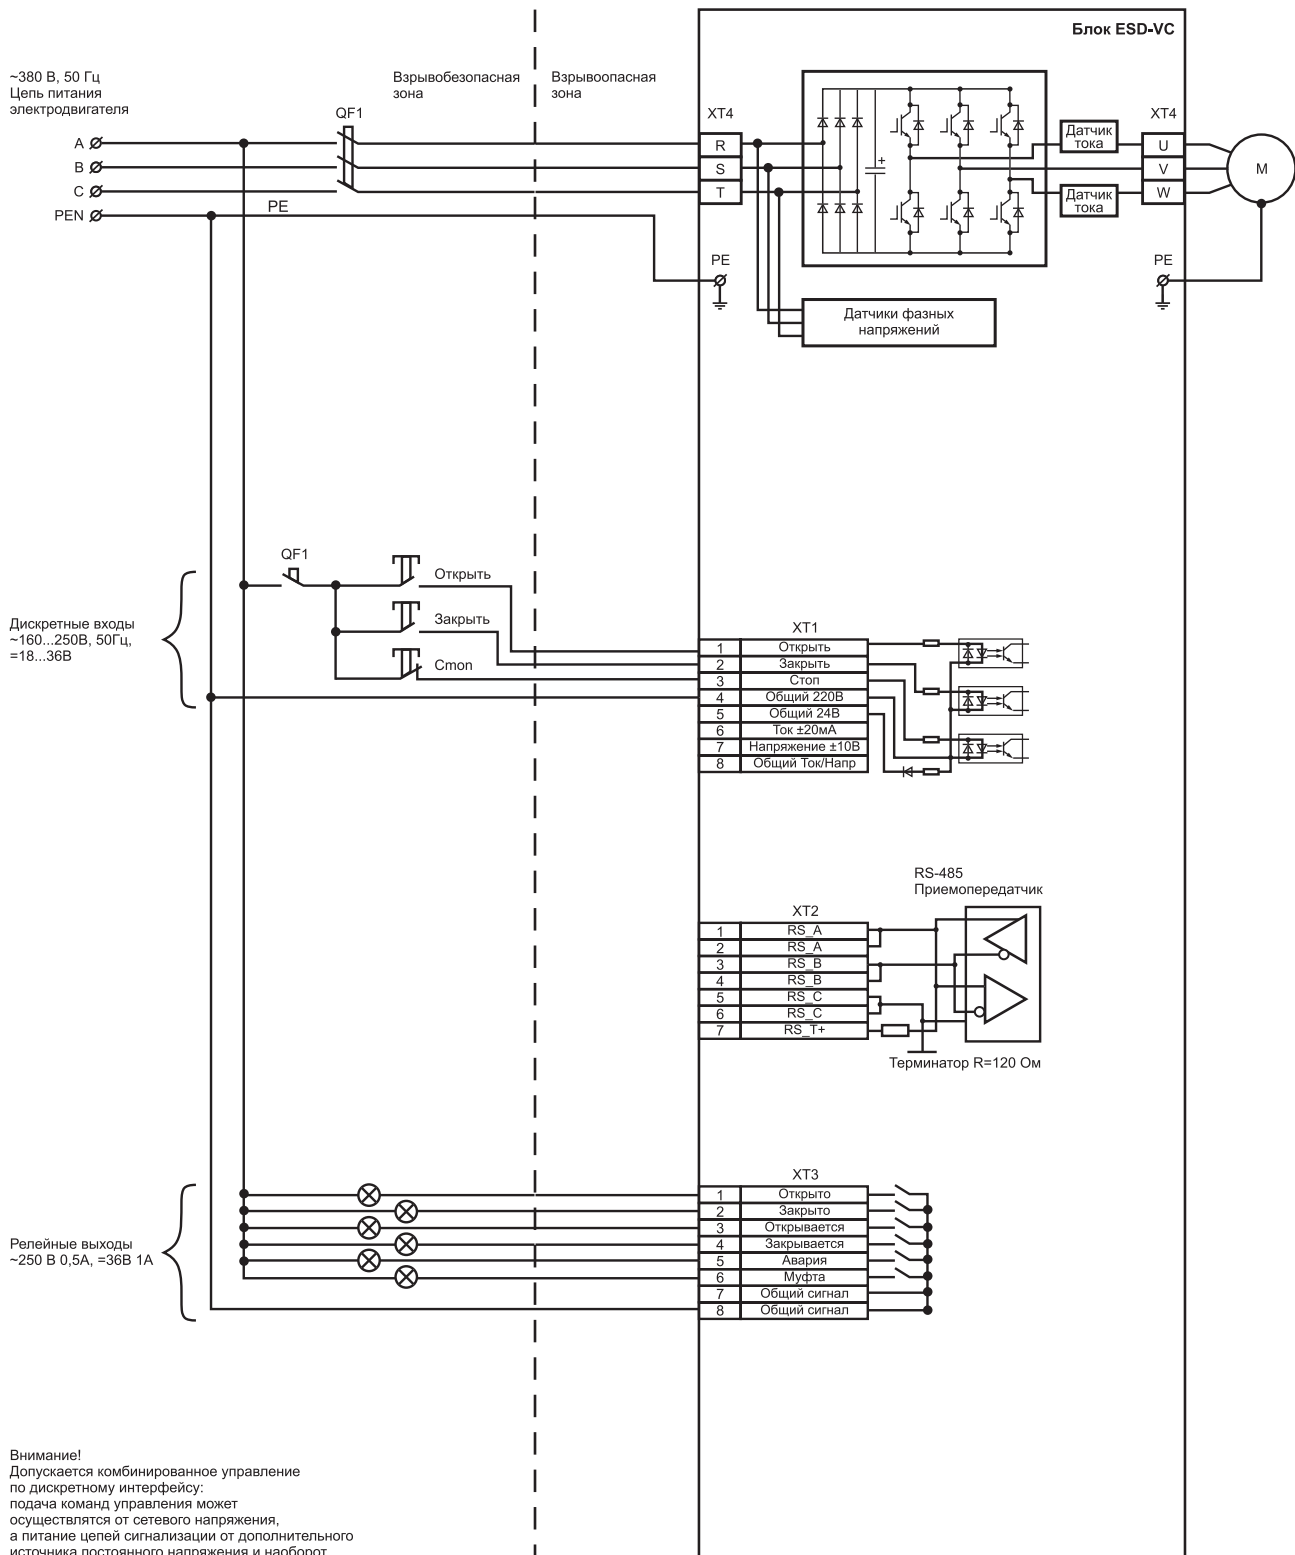 Блок ESD-VC
~380 В, 50 Гц
Цепь питания
электродвигателя
Взрывобезопасная
зона
Взрывоопасная
зона
QF1
XT4
XT4
A
B
C
PEN
PE
R
S
T
+
Датчик
тока
Датчик
тока
U
V
W
M
PE
PE
Датчики фазных
напряжений
QF1
Открыть
Закрыть
Стоп
Дискретные входы
~160...250В, 50Гц,
=18...36В
XT1
1 Открыть
2 Закрыть
3 Стоп
4 Общий 220В
5 Общий 24В
6 Ток ±20мА
7 Напряжение ±10В
8 Общий Ток/Напр
RS-485
Приемопередатчик
XT2
1 RS_A
2 RS_A
3 RS_B
4 RS_B
5 RS_C
6 RS_C
7 RS_T+
Терминатор R=120 Ом
XT3
1 Открыто
2 Закрыто
3 Открывается
4 Закрывается
5 Авария
6 Муфта
7 Общий сигнал
8 Общий сигнал
Релейные выходы
~250 В 0,5А, =36В 1А
Внимание!
Допускается комбинированное управление
по дискретному интерфейсу:
подача команд управления может
осуществлятся от сетевого напряжения,
а питание цепей сигнализации от дополнительного
источника постоянного напряжения и наоборот